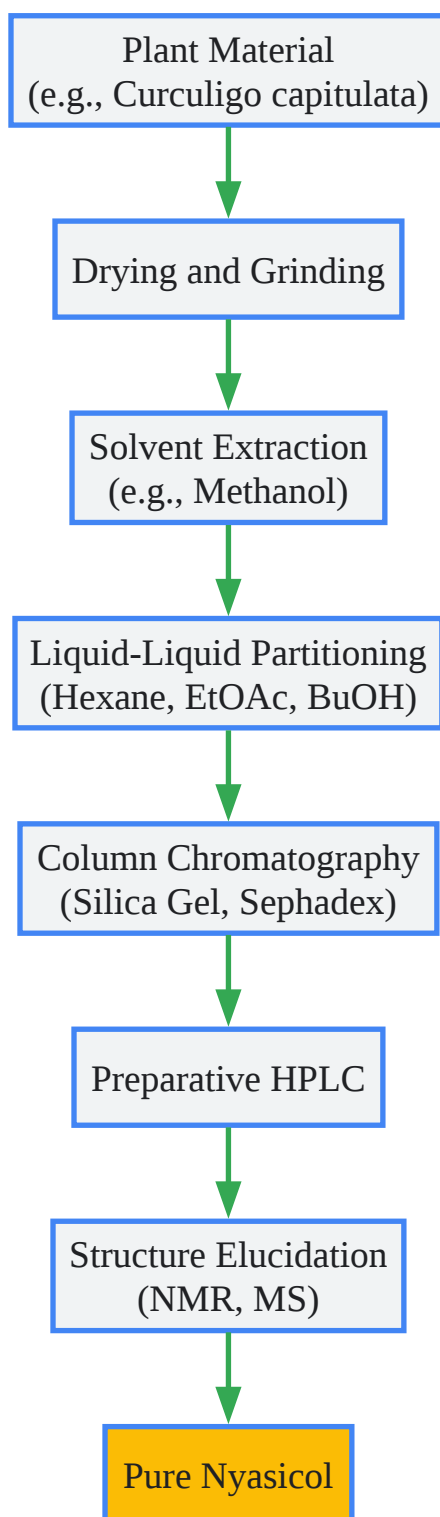 Plant Material
(e.g., Curculigo capitulata)
Drying and Grinding
Solvent Extraction
(e.g., Methanol)
Liquid-Liquid Partitioning
(Hexane, EtOAc, BuOH)
Column Chromatography
(Silica Gel, Sephadex)
Preparative HPLC
Structure Elucidation
(NMR, MS)
Pure Nyasicol